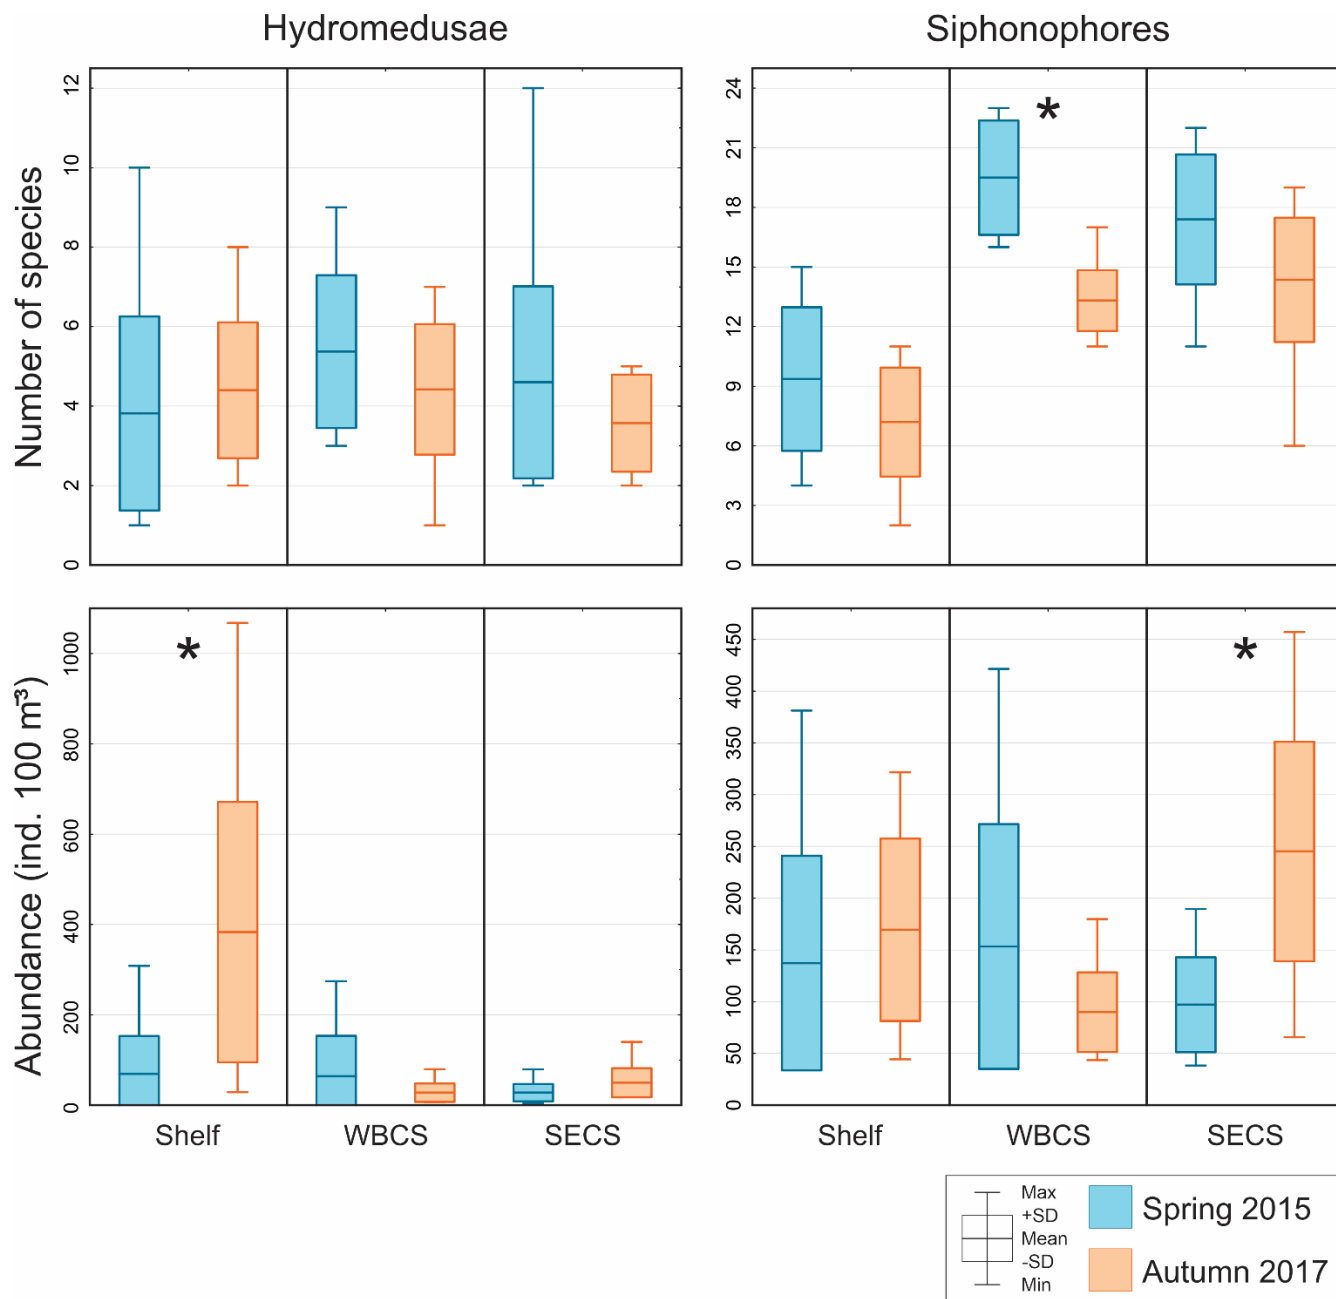 Hydromedusae
Siphonophores
Number of species
0 2 4 6 8 10 12
0 3 6 9 12 15 18 21 24
*
Abundance (ind. 100 m³)
0 200 400 600 800 1000
*
0 50 100 150 200 250 300 350 400 450
*
Shelf WBCS SECS
Shelf WBCS SECS
Max
+SD
Mean
-SD
Min
Spring 2015
Autumn 2017